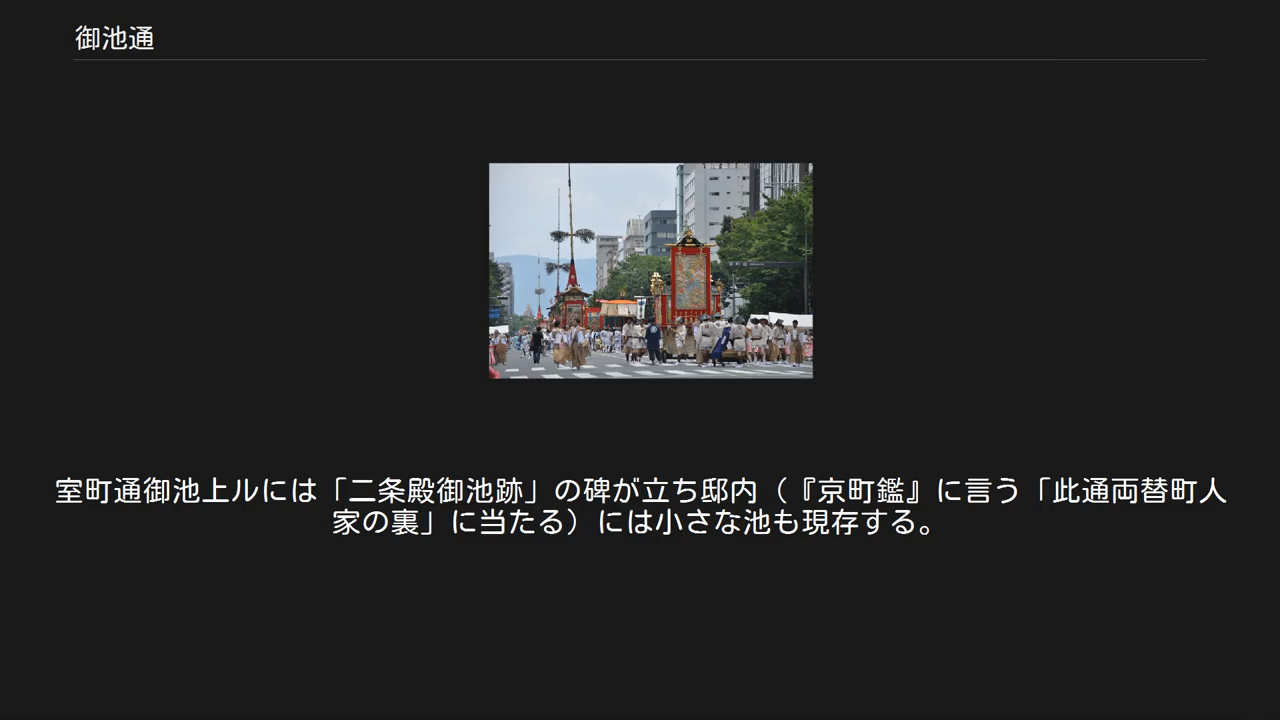 御池通
室町通御池上ルには「二条殿御池跡」の碑が立ち邸内（『京町鑑』に言う「此通両替町人
家の裏」に当たる）には小さな池も現存する。